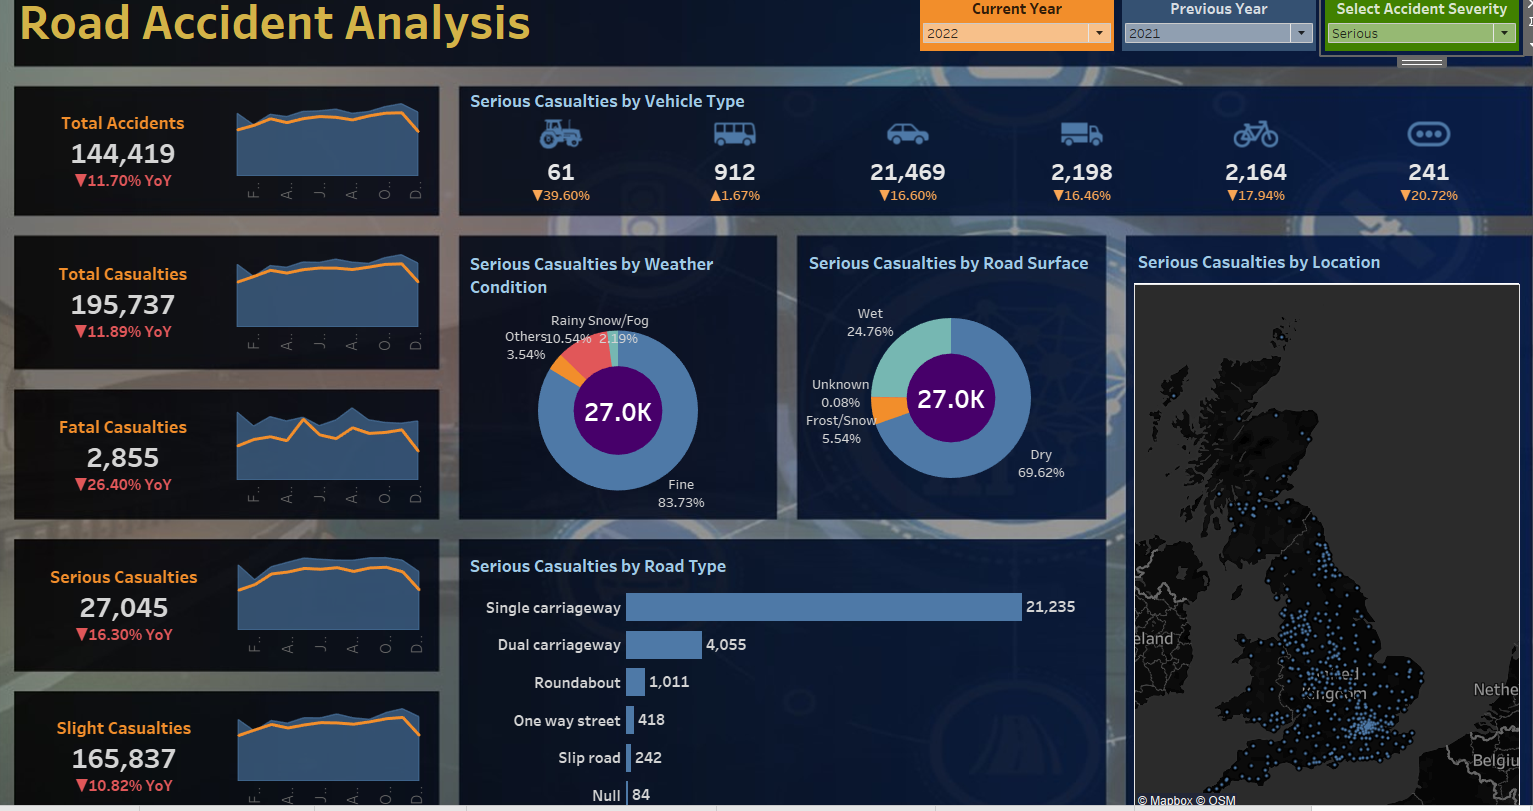 Road Accident Analysis
Current Year
2022
Previous Year
2021
Select Accident Severity
Serious
Total Accidents
144,419
▼11.70% YoY
F..
A..
J..
A..
O..
D..
Serious Casualties by Vehicle Type
61
▼39.60%
912
▲1.67%
21,469
▼16.60%
2,198
▼16.46%
2,164
▼17.94%
241
▼20.72%
Total Casualties
195,737
▼11.89% YoY
F..
A..
J..
A..
O..
D..
Fatal Casualties
2,855
▼26.40% YoY
F..
A..
J..
A..
O..
D..
Serious Casualties
27,045
▼16.30% YoY
F..
A..
J..
A..
O..
D..
Slight Casualties
165,837
▼10.82% YoY
F..
A..
J..
A..
O..
D..
Serious Casualties by Weather
Condition
Rainy
10.54%
Snow/Fog
2.19%
Others
3.54%
27.0K
Fine
83.73%
Serious Casualties by Road Surface
Wet
24.76%
Unknown
0.08%
Frost/Snow
5.54%
27.0K
Dry
69.62%
Serious Casualties by Road Type
Single carriageway 21,235
Dual carriageway 4,055
Roundabout 1,011
One way street 418
Slip road 242
Null 84
Serious Casualties by Location
eland
Nethe
Belgiu
© Mapbox © OSM